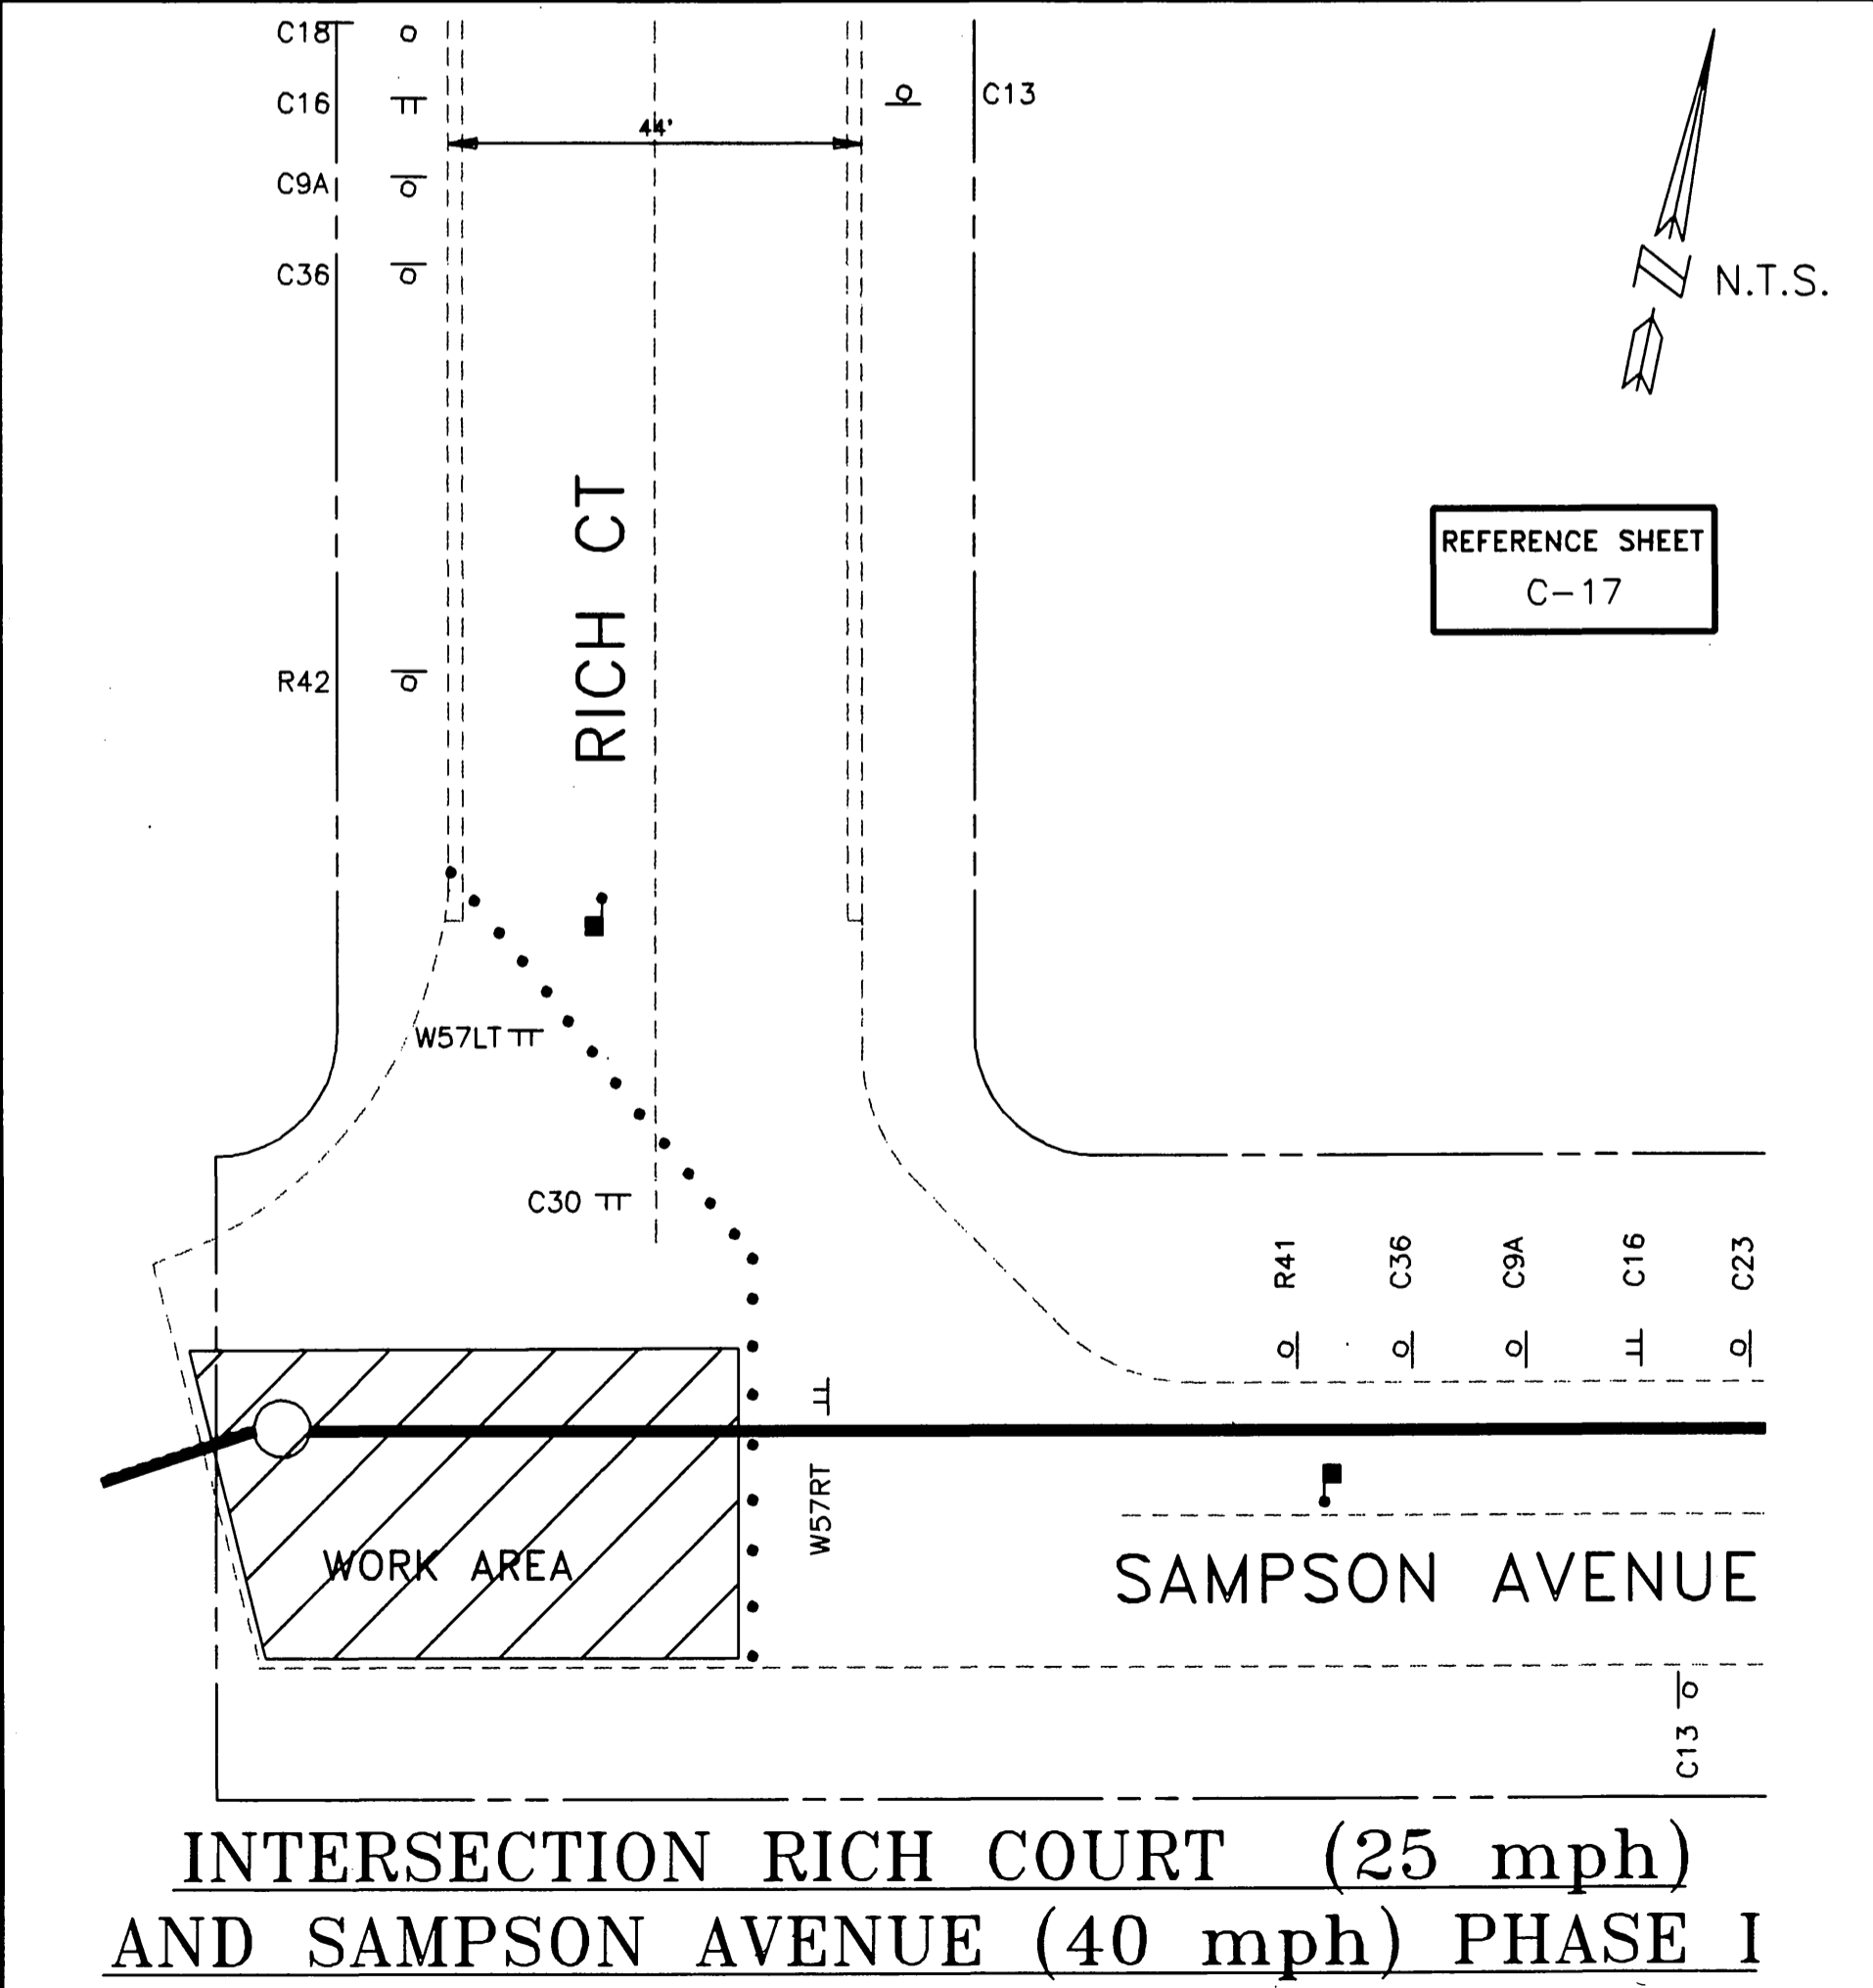 C18
C16
C13
44'
C9A
C36
N.T.S.
RICH CT
REFERENCE SHEET
C-17
R42
W57LT
C30
R41
C36
C9A
C16
C23
W57RT
WORK AREA
SAMPSON AVENUE
C13
INTERSECTION RICH COURT (25 mph)
AND SAMPSON AVENUE (40 mph) PHASE I